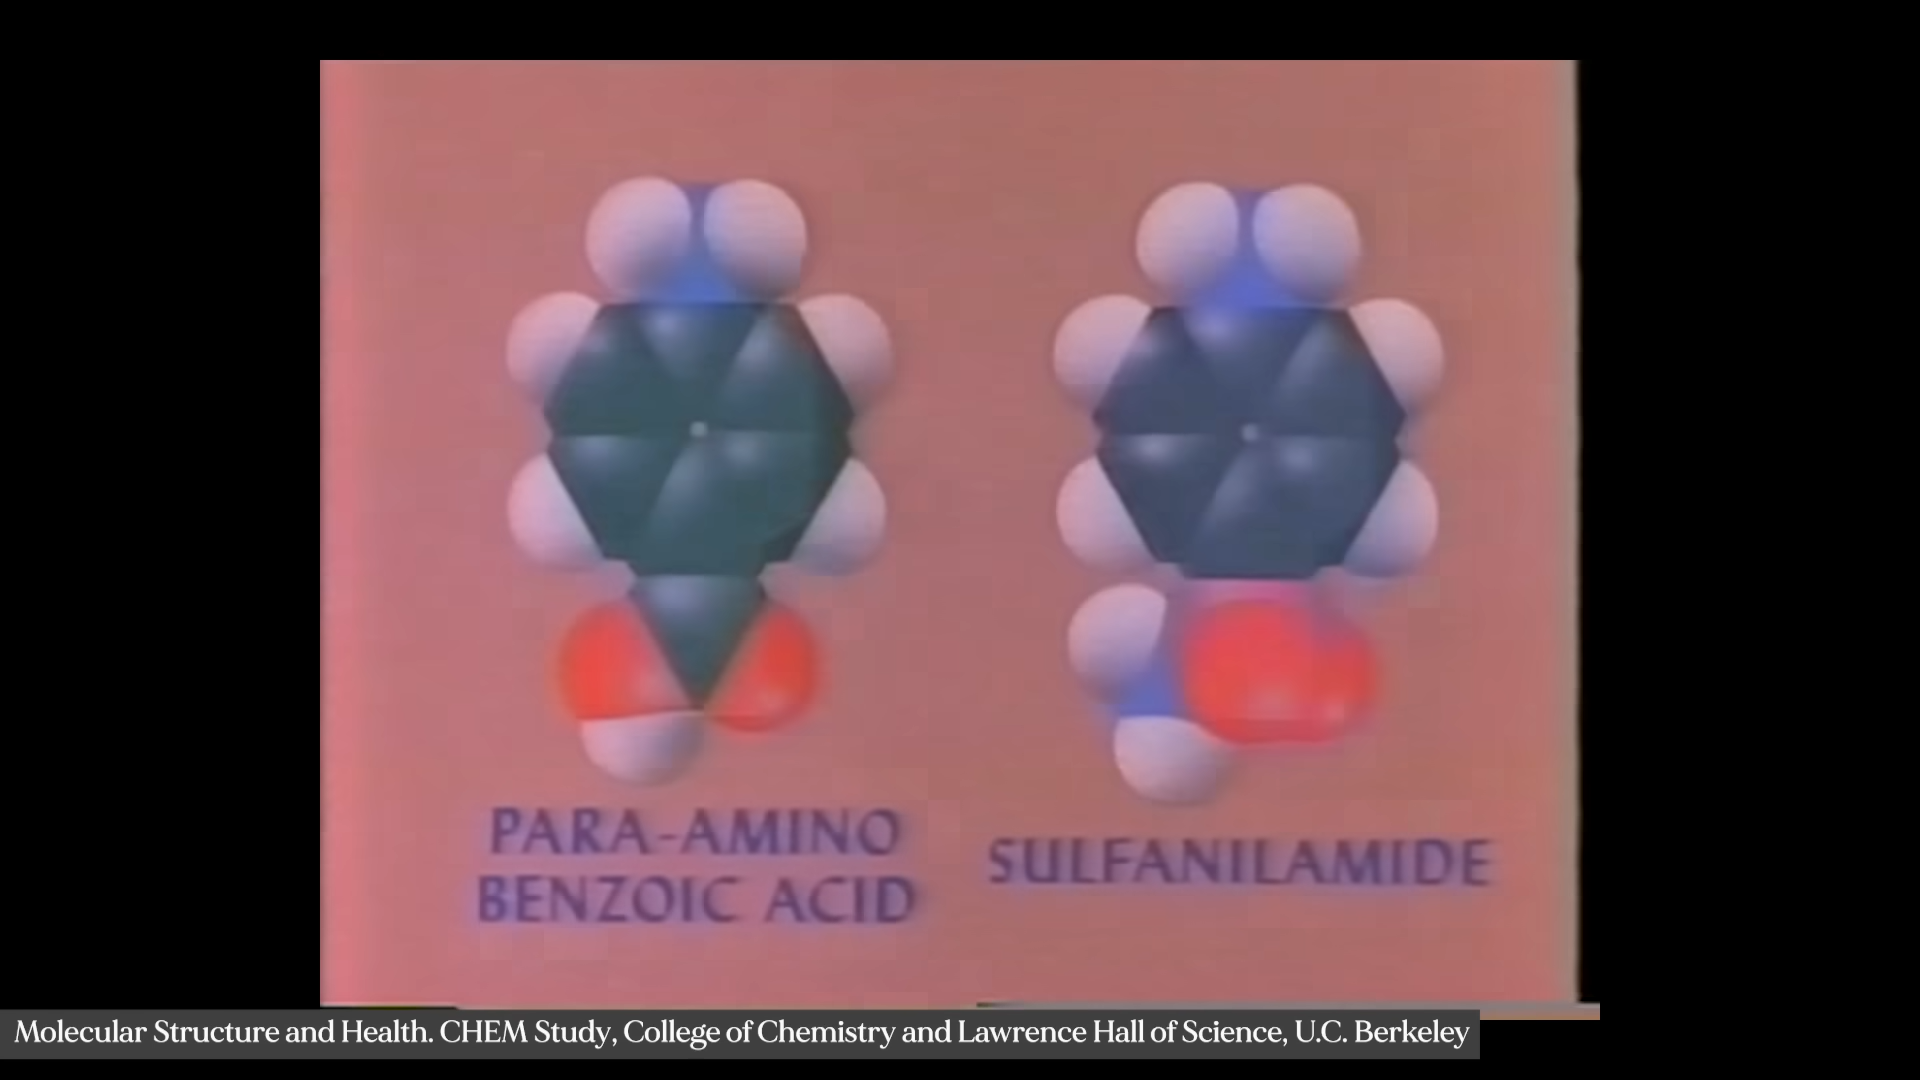 PARA-AMINO
BENZOIC ACID
SULFANILAMIDE
Molecular Structure and Health. CHEM Study, College of Chemistry and Lawrence Hall of Science, U.C. Berkeley